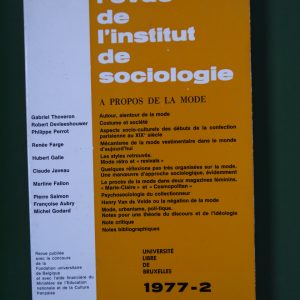 revue
de
l'institut
de
sociologie
A PROPOS DE LA MODE
Gabriel Thoveron
Autour, alentour de la mode
Robert Devleeshouwer
Costume et société
Philippe Perrot
Aspects socio-culturels des débuts de la confection
parisienne au XIXe siècle
Renée Farge
Mécanisme de la mode vestimentaire dans le monde
d'aujourd'hui
Hubert Galle
Les styles retrouvés.
Mode rétro et « revivals »
Claude Javeau
Quelques réflexions pas très organisées sur la mode.
Une manœuvre d'approche sociologique, évidemment
Martine Fallon
Le procès de la mode dans deux magazines féminins.
« Marie-Claire » et « Cosmopolitan »
Pierre Seimon
Psychosociologie du collectionneur
Françoise Aubry
Henry Van de Velde ou la négation de la mode
Michel Godard
Mode, urbanisme, poli-tique.
Notes pour une théorie du discours et de l'idéologie
Note critique
Notes bibliographiques
Revue publiée
avec le concours
de la
Fondation universitaire
de Belgique
et avec l'aide financière du
Ministère de l'Education
nationale et de la Culture
Française
UNIVERSITÉ
LIBRE
DE
BRUXELLES
1977-2